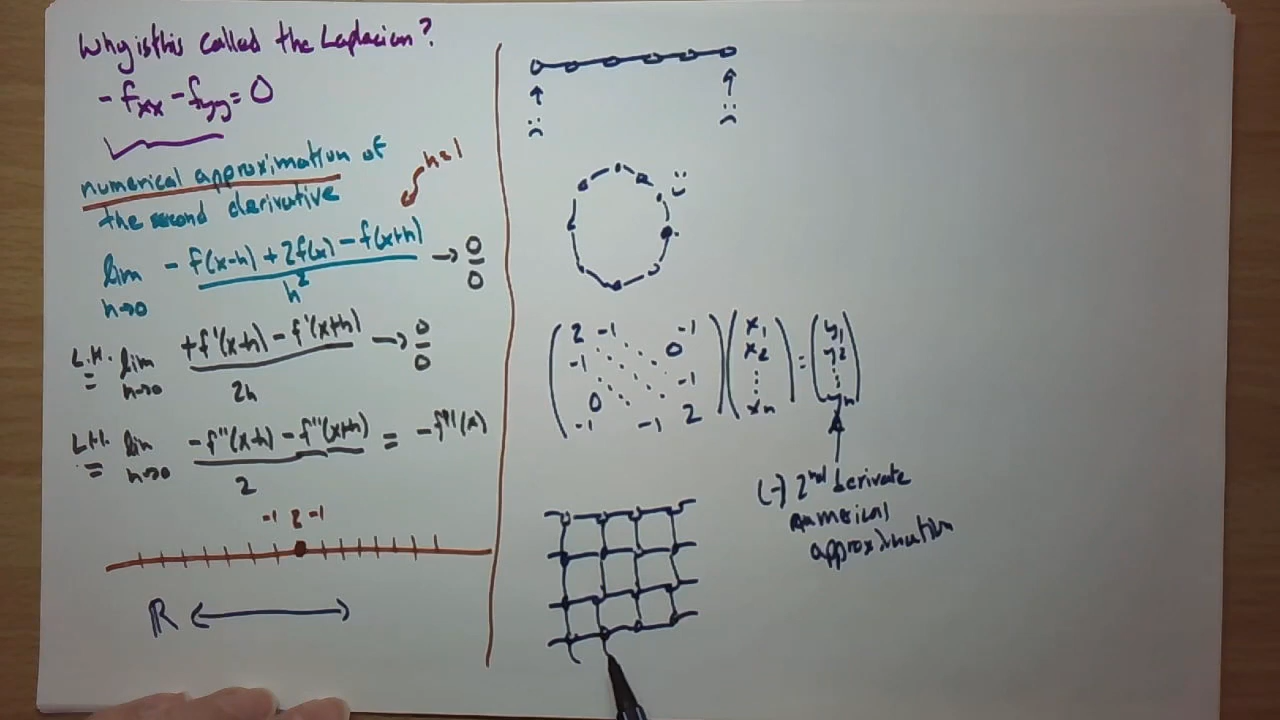 Why is this called the Laplacian?
-fxx - fyy = 0
numerical approximation of
the second derivative
h=1
lim h→0 -f(x-h) + 2f(x) - f(x+h) / h² → 0/0
L.H. = lim h→0 +f'(x-h) - f'(x+h) / 2h → 0/0
L.H. = lim h→0 -f''(x-h) - f''(x+h) / 2 = -f''(x)
-1 2 -1
ℝ
2 -1 -1
-1 0
-1
0
-1 -1 2
x₁
x₂
xₙ
=
y₁
y₂
yₙ
(-) 2nd derivate
numerical
approximation